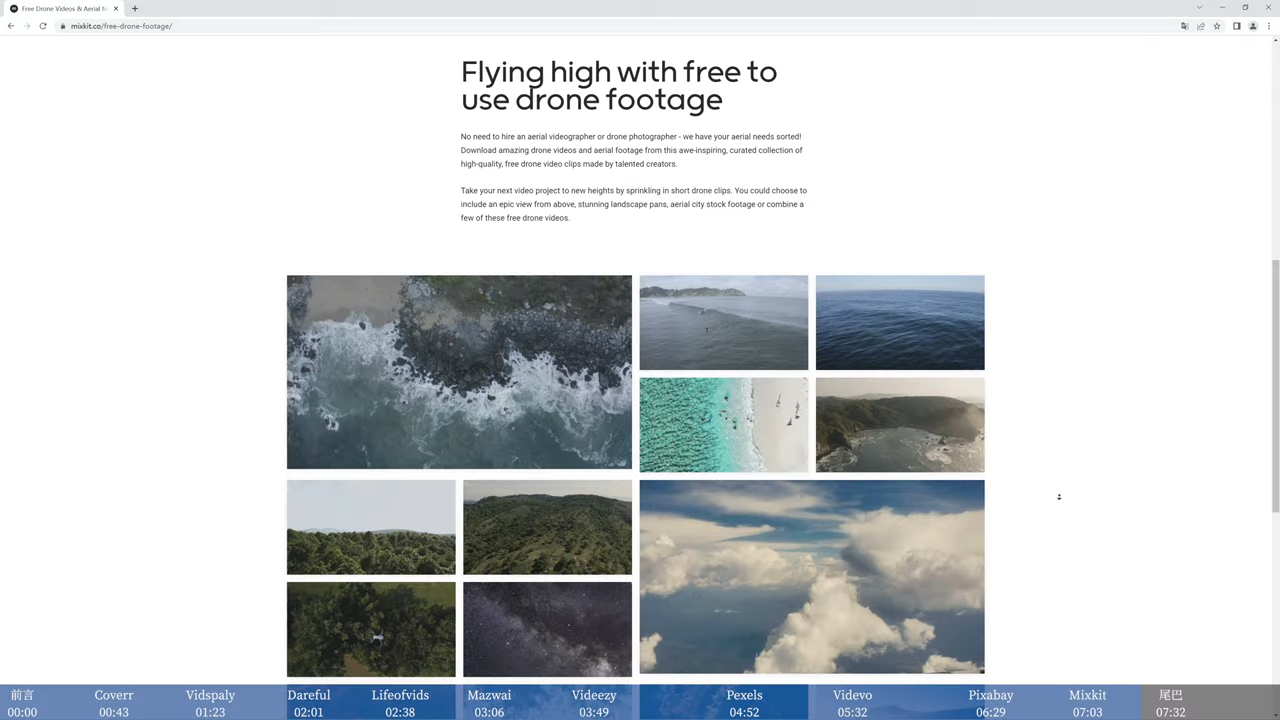 Free Drone Videos & Aerial fo
mixkit.co/free-drone-footage/
Flying high with free to
use drone footage
No need to hire an aerial videographer or drone photographer - we have your aerial needs sorted!
Download amazing drone videos and aerial footage from this awe-inspiring, curated collection of
high-quality, free drone video clips made by talented creators.
Take your next video project to new heights by sprinkling in short drone clips. You could choose to
include an epic view from above, stunning landscape pans, aerial city stock footage or combine a
few of these free drone videos.
前言 Coverr Vidspaly Dareful Lifeofvids Mazwai Videezy Pexels Videvo Pixabay Mixkit 尾巴
00:00 00:43 01:23 02:01 02:38 03:06 03:49 04:52 05:32 06:29 07:03 07:32